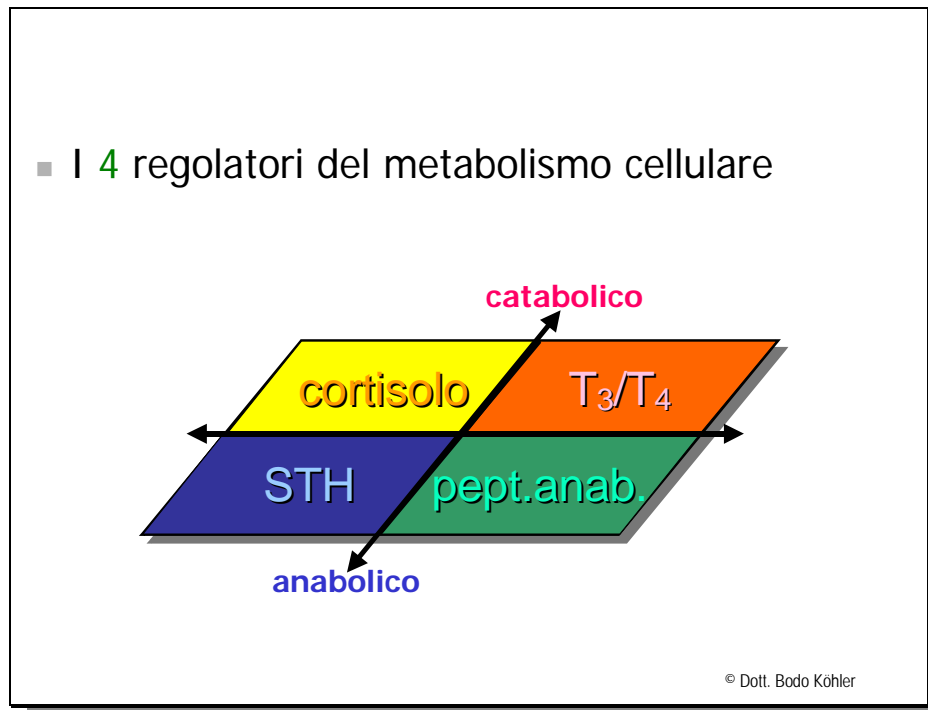 I 4 regolatori del metabolismo cellulare
catabolico
cortisolo T₃/T₄
STH pept.anab.
anabolico
© Dott. Bodo Köhler